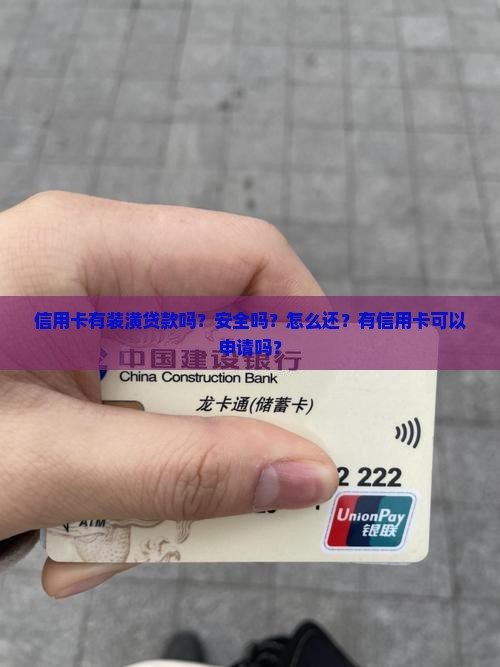 信用卡有装潢贷款吗？安全吗？怎么还？有信用卡可以
申请吗？
中国建设银行
China Construction Bank
龙卡通(储蓄卡)
2 222
ATM
UnionPay
银联